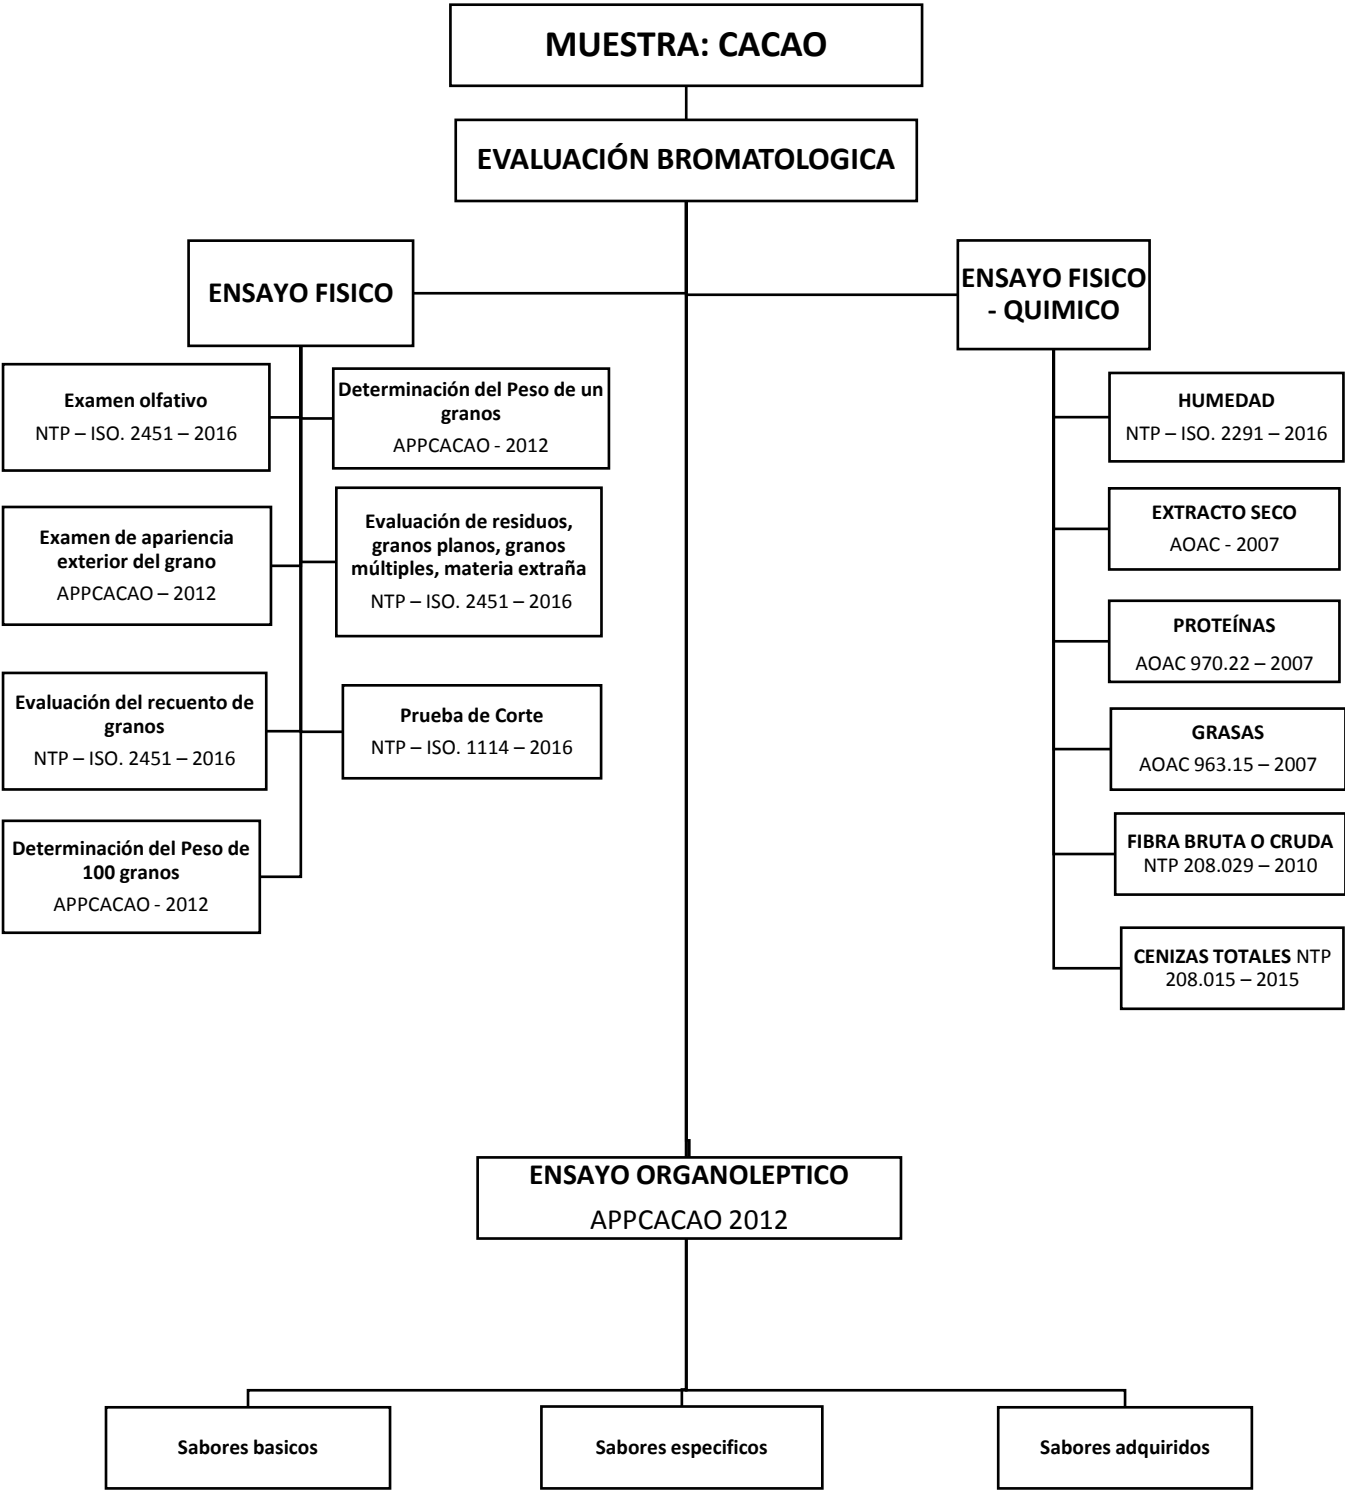 MUESTRA: CACAO
EVALUACIÓN BROMATOLOGICA
ENSAYO FISICO
ENSAYO FISICO
- QUIMICO
Examen olfativo
NTP – ISO. 2451 – 2016
Determinación del Peso de un
granos
APPCACAO - 2012
Examen de apariencia
exterior del grano
APPCACAO – 2012
Evaluación de residuos,
granos planos, granos
múltiples, materia extraña
NTP – ISO. 2451 – 2016
Evaluación del recuento de
granos
NTP – ISO. 2451 – 2016
Prueba de Corte
NTP – ISO. 1114 – 2016
Determinación del Peso de
100 granos
APPCACAO - 2012
HUMEDAD
NTP – ISO. 2291 – 2016
EXTRACTO SECO
AOAC - 2007
PROTEÍNAS
AOAC 970.22 – 2007
GRASAS
AOAC 963.15 – 2007
FIBRA BRUTA O CRUDA
NTP 208.029 – 2010
CENIZAS TOTALES NTP
208.015 – 2015
ENSAYO ORGANOLEPTICO
APPCACAO 2012
Sabores basicos
Sabores especificos
Sabores adquiridos